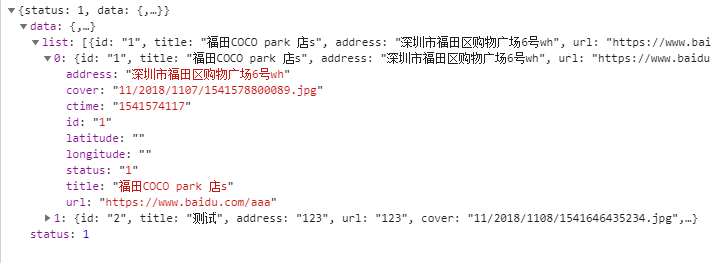 {status: 1, data: {,…}}
data: {,…}
list: [{id: "1", title: "福田COCO park 店s", address: "深圳市福田区购物广场6号wh", url: "https://www.bai
0: {id: "1", title: "福田COCO park 店s", address: "深圳市福田区购物广场6号wh", url: "https://www.baidu
address: "深圳市福田区购物广场6号wh"
cover: "11/2018/1107/1541578800089.jpg"
ctime: "1541574117"
id: "1"
latitude: ""
longitude: ""
status: "1"
title: "福田COCO park 店s"
url: "https://www.baidu.com/aaa"
1: {id: "2", title: "测试", address: "123", url: "123", cover: "11/2018/1108/1541646435234.jpg",…}
status: 1